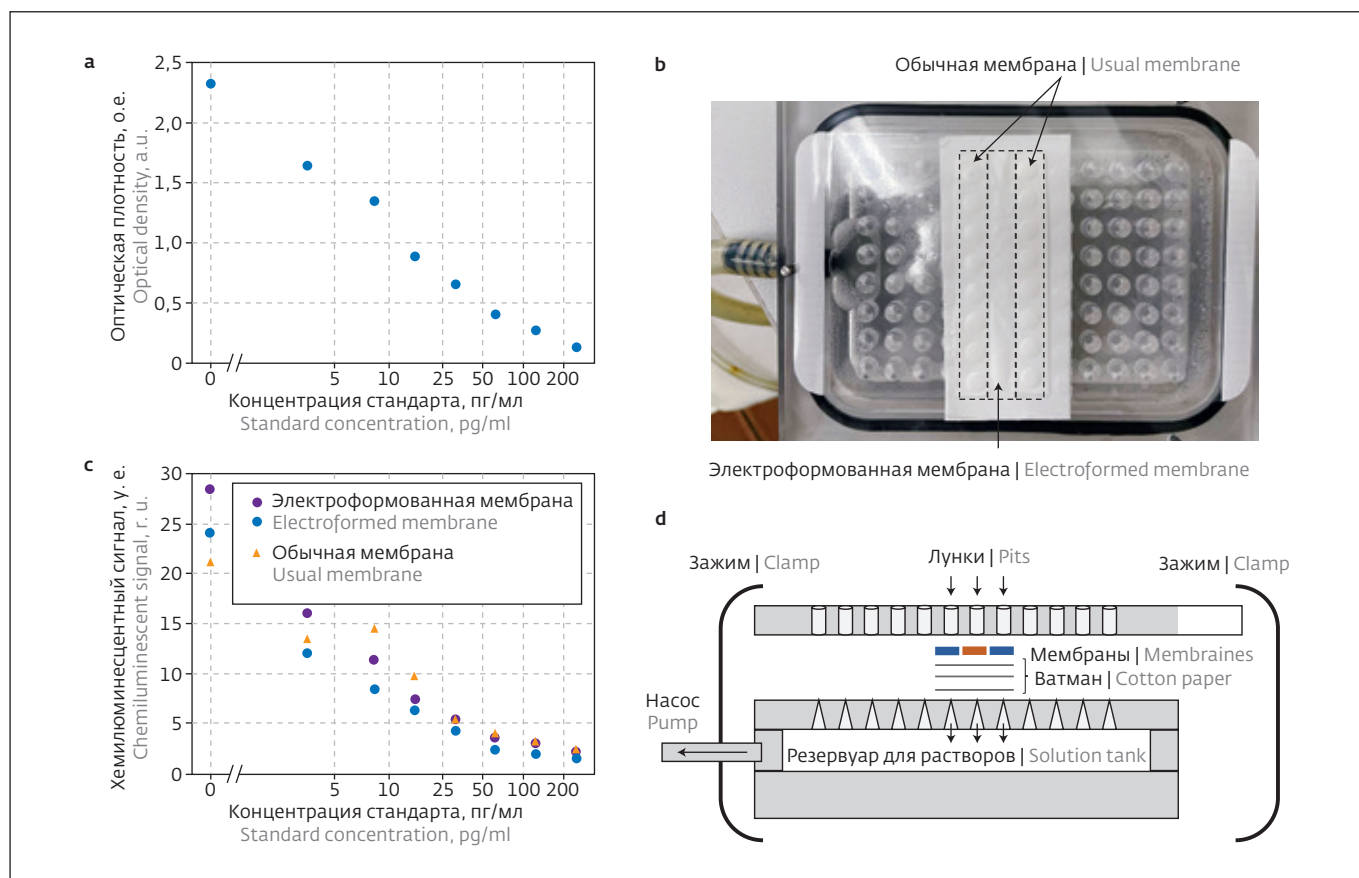 a
2,5
2,0
1,5
1,0
0,5
0
Оптическая плотность, о.е.
Optical density, a.u.
0 5 10 25 50 100 200
Концентрация стандарта, пг/мл
Standard concentration, pg/ml
b
Обычная мембрана | Usual membrane
Электроформованная мембрана | Electroformed membrane
c
30
25
20
15
10
5
0
Хемилюминесцентный сигнал, у. е.
Chemiluminescent signal, r. u.
Электроформованная мембрана
Electroformed membrane
Обычная мембрана
Usual membrane
0 5 10 25 50 100 200
Концентрация стандарта, пг/мл
Standard concentration, pg/ml
d
Зажим | Clamp
Лунки | Pits
Зажим | Clamp
Мембраны | Membraines
Ватман | Cotton paper
Насос
Pump
Резервуар для растворов | Solution tank